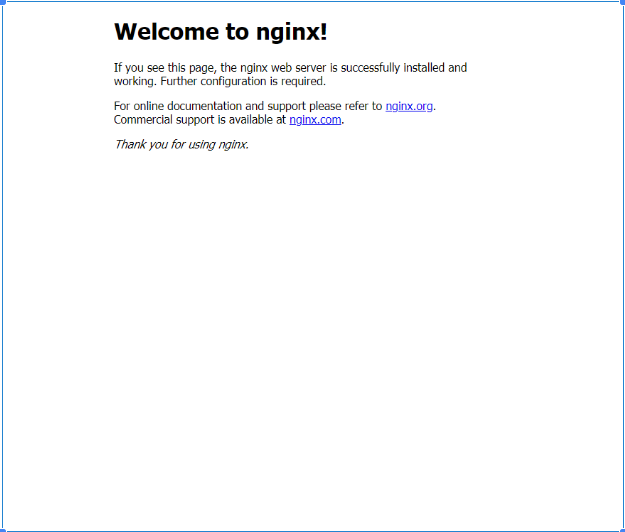 Welcome to nginx!
If you see this page, the nginx web server is successfully installed and
working. Further configuration is required.
For online documentation and support please refer to nginx.org.
Commercial support is available at nginx.com.
Thank you for using nginx.